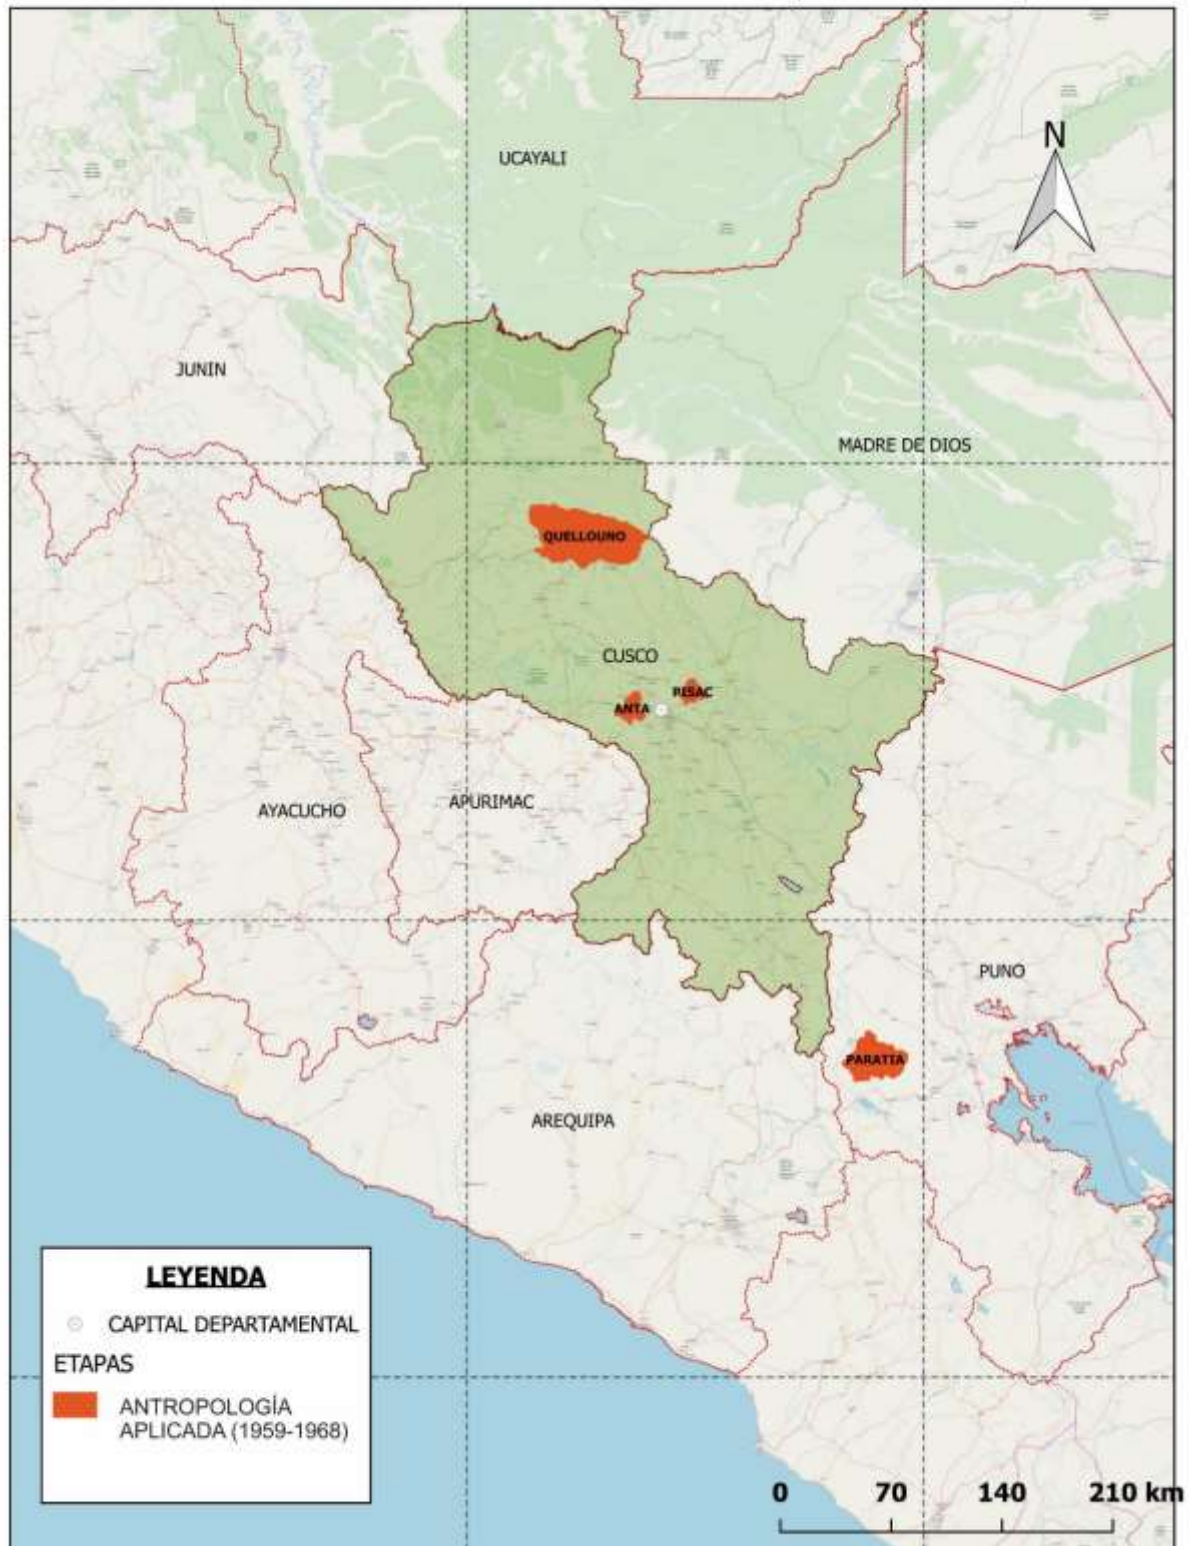 N
UCAYALI
JUNIN
MADRE DE DIOS
QUELLOUNO
CUSCO
PISAC
ANTA
AYACUCHO
APURIMAC
PUNO
PARATIA
AREQUIPA
LEYENDA
CAPITAL DEPARTAMENTAL
ETAPAS
ANTROPOLOGÍA
APLICADA (1959-1968)
0 70 140 210 km